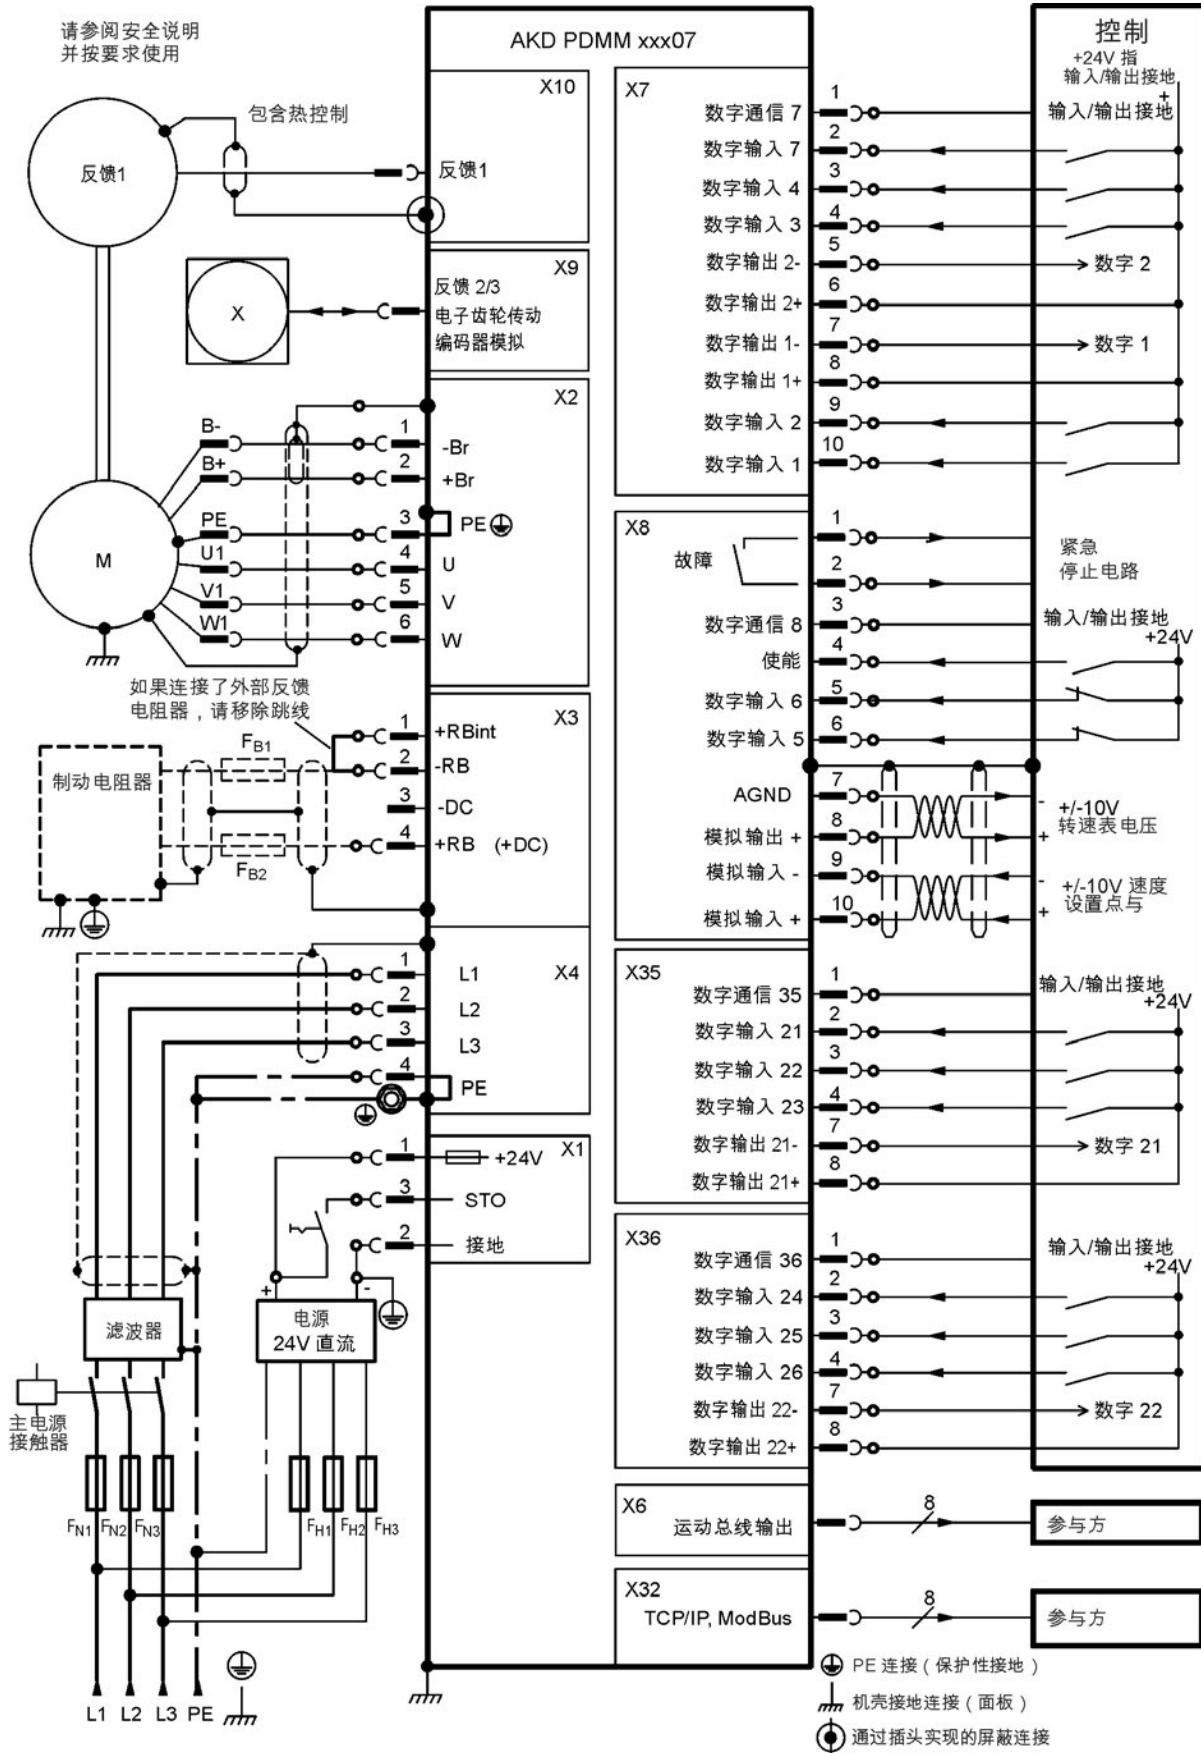 请参阅安全说明
并按要求使用
AKD PDMM xxx07
控制
+24V 指
输入/输出接地
+
输入/输出接地
X10
包含热控制
反馈1
反馈1
X9
反馈 2/3
电子齿轮传动
编码器模拟
X
X2
B-
1
-Br
B+
2
+Br
PE
3
PE
U1
4
U
V1
5
V
W1
6
W
M
如果连接了外部反馈
电阻器，请移除跳线
X3
1
+RBint
2
-RB
3
-DC
4
+RB (+DC)
FB1
FB2
制动电阻器
X4
1
L1
2
L2
3
L3
4
PE
X1
1
+24V
3
STO
2
接地
+
-
电源
24V 直流
滤波器
主电源
接触器
FN1 FN2 FN3
FH1 FH2 FH3
L1 L2 L3 PE
X7
数字通信 7
1
数字输入 7
2
数字输入 4
3
数字输入 3
4
数字输出 2-
5
数字 2
数字输出 2+
6
数字输出 1-
7
数字 1
数字输出 1+
8
数字输入 2
9
数字输入 1
10
X8
故障
1
2
紧急
停止电路
数字通信 8
3
输入/输出接地
+24V
使能
4
数字输入 6
5
数字输入 5
6
AGND
7
-
模拟输出 +
8
+
+/-10V
转速表电压
模拟输入 -
9
-
模拟输入 +
10
+
+/-10V 速度
设置点与
X35
数字通信 35
1
输入/输出接地
+24V
数字输入 21
2
数字输入 22
3
数字输入 23
4
数字输出 21-
7
数字 21
数字输出 21+
8
X36
数字通信 36
1
输入/输出接地
+24V
数字输入 24
2
数字输入 25
3
数字输入 26
4
数字输出 22-
7
数字 22
数字输出 22+
8
X6
运动总线输出
8
参与方
X32
TCP/IP, ModBus
8
参与方
PE 连接（保护性接地）
机壳接地连接（面板）
通过插头实现的屏蔽连接